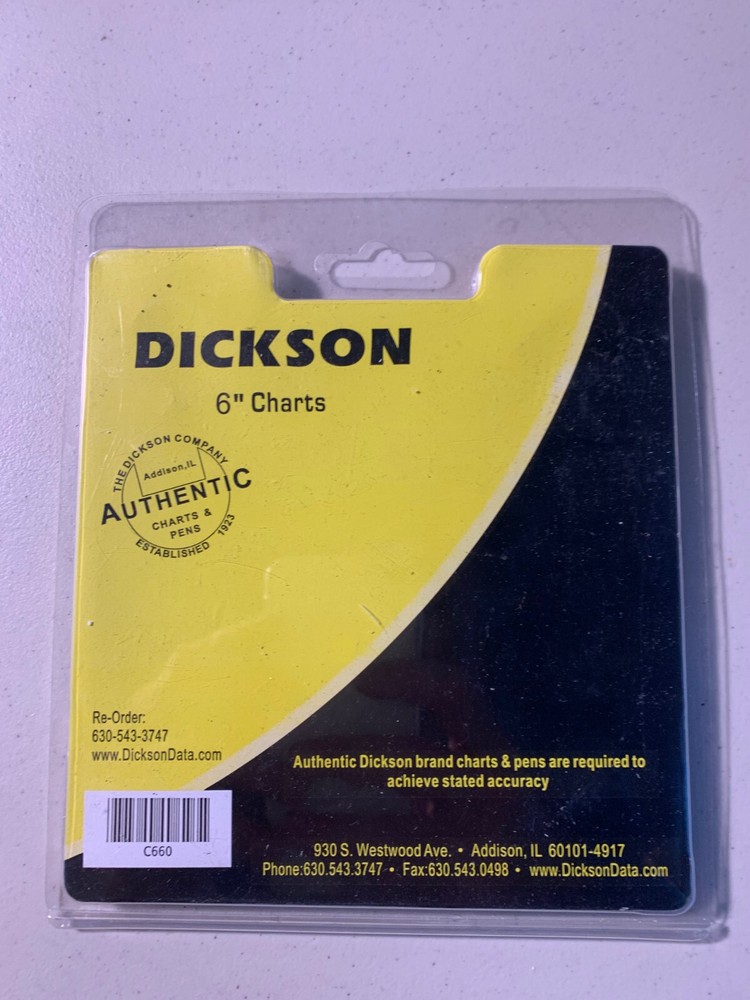 DICKSON
6" Charts
THE DICKSON COMPANY
Addison,IL
AUTHENTIC
CHARTS &
PENS
ESTABLISHED 1923
Re-Order:
630-543-3747
www.DicksonData.com
Authentic Dickson brand charts & pens are required to
achieve stated accuracy
C660
930 S. Westwood Ave. • Addison, IL 60101-4917
Phone:630.543.3747 • Fax:630.543.0498 • www.DicksonData.com